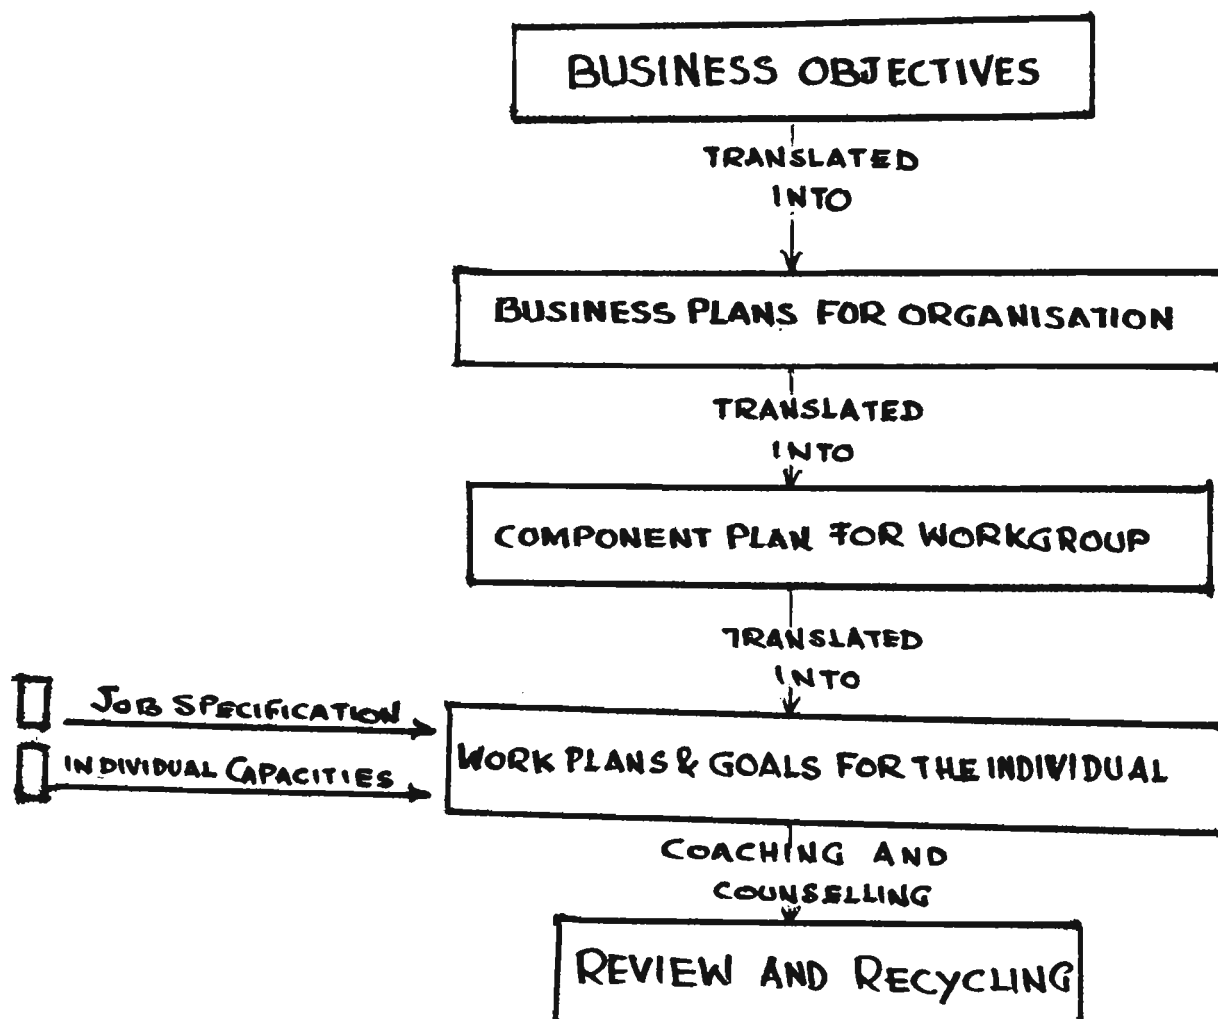 BUSINESS OBJECTIVES
TRANSLATED
INTO
BUSINESS PLANS FOR ORGANISATION
TRANSLATED
INTO
COMPONENT PLAN FOR WORKGROUP
TRANSLATED
INTO
JOB SPECIFICATION
INDIVIDUAL CAPACITIES
WORK PLANS & GOALS FOR THE INDIVIDUAL
COACHING AND
COUNSELLING
REVIEW AND RECYCLING